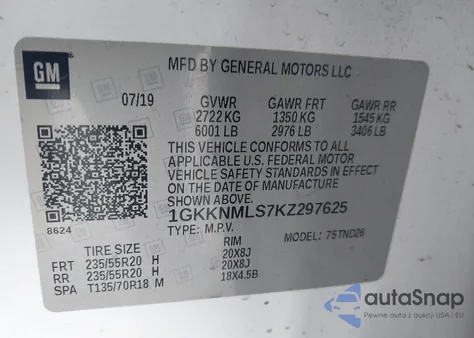 GM
MFD BY GENERAL MOTORS LLC
07/19 GVWR GAWR FRT GAWR RR
2722 KG 1350 KG 1545 KG
6001 LB 2976 LB 3406 LB
THIS VEHICLE CONFORMS TO ALL
APPLICABLE U.S. FEDERAL MOTOR
VEHICLE SAFETY STANDARDS IN EFFECT
ON THE DATE OF MANUFACTURE
SHOWN ABOVE.
1GKKNMLS7KZ297625
8624
TYPE: M.P.V. MODEL: 75TND26
TIRE SIZE RIM
FRT 235/55R20 H 20X8J
RR 235/55R20 H 20X8J
SPA T135/70R18 M 18X4.5B
autoSnap
Pewne auta z aukcji USA i EU